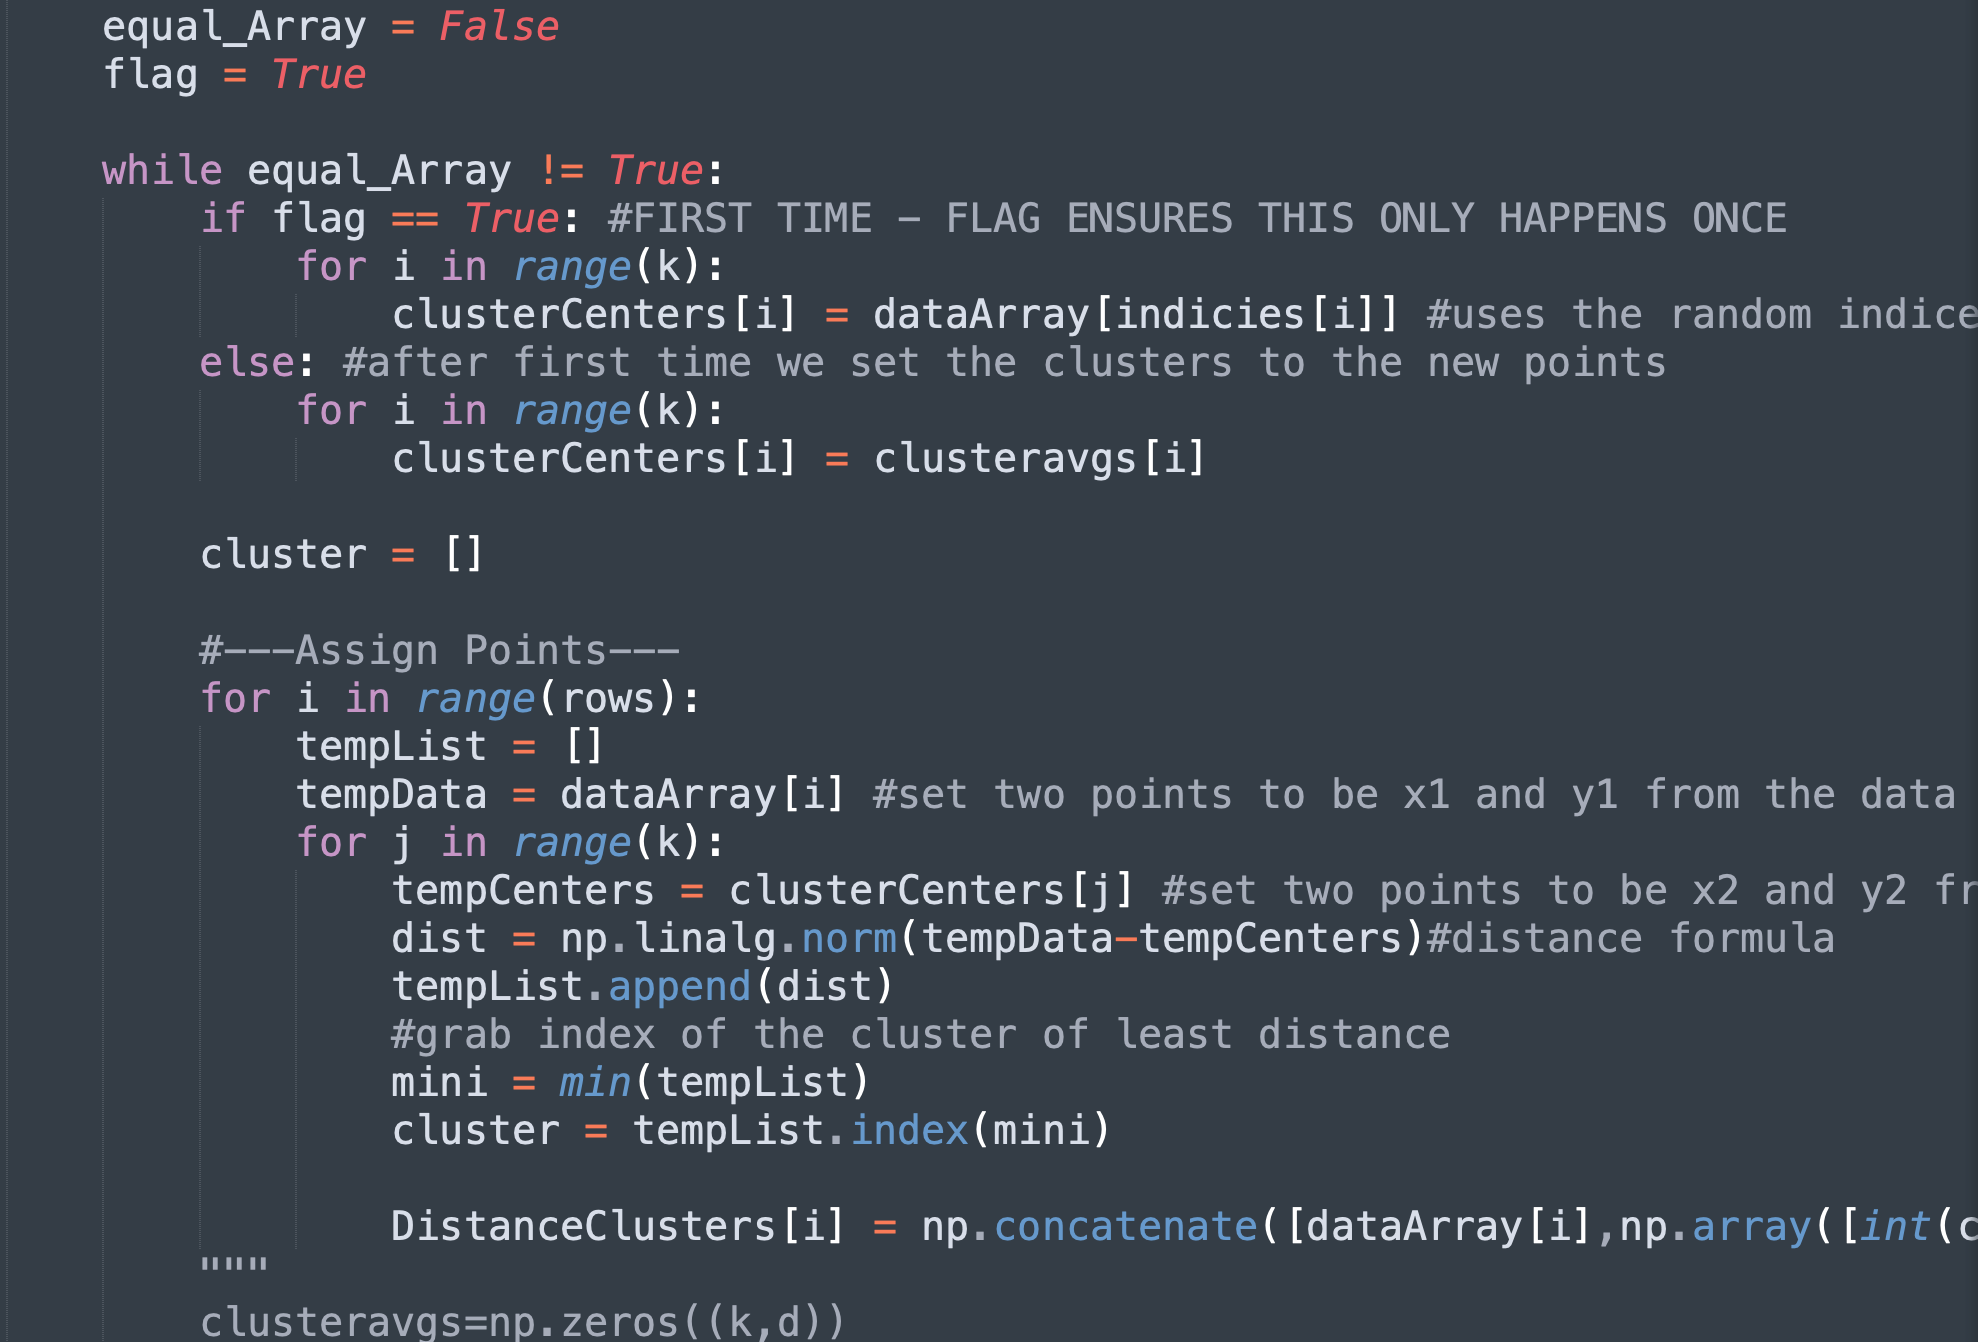 equal_Array = False
flag = True
while equal_Array != True:
if flag == True: #FIRST TIME - FLAG ENSURES THIS ONLY HAPPENS ONCE
for i in range(k):
clusterCenters[i] = dataArray[indicies[i]] #uses the random indice
else: #after first time we set the clusters to the new points
for i in range(k):
clusterCenters[i] = clusteravgs[i]
cluster = []
#---Assign Points---
for i in range(rows):
tempList = []
tempData = dataArray[i] #set two points to be x1 and y1 from the data
for j in range(k):
tempCenters = clusterCenters[j] #set two points to be x2 and y2 fr
dist = np.linalg.norm(tempData-tempCenters)#distance formula
tempList.append(dist)
#grab index of the cluster of least distance
mini = min(tempList)
cluster = tempList.index(mini)
DistanceClusters[i] = np.concatenate([dataArray[i],np.array([int(c
"""
clusteravgs=np.zeros((k,d))